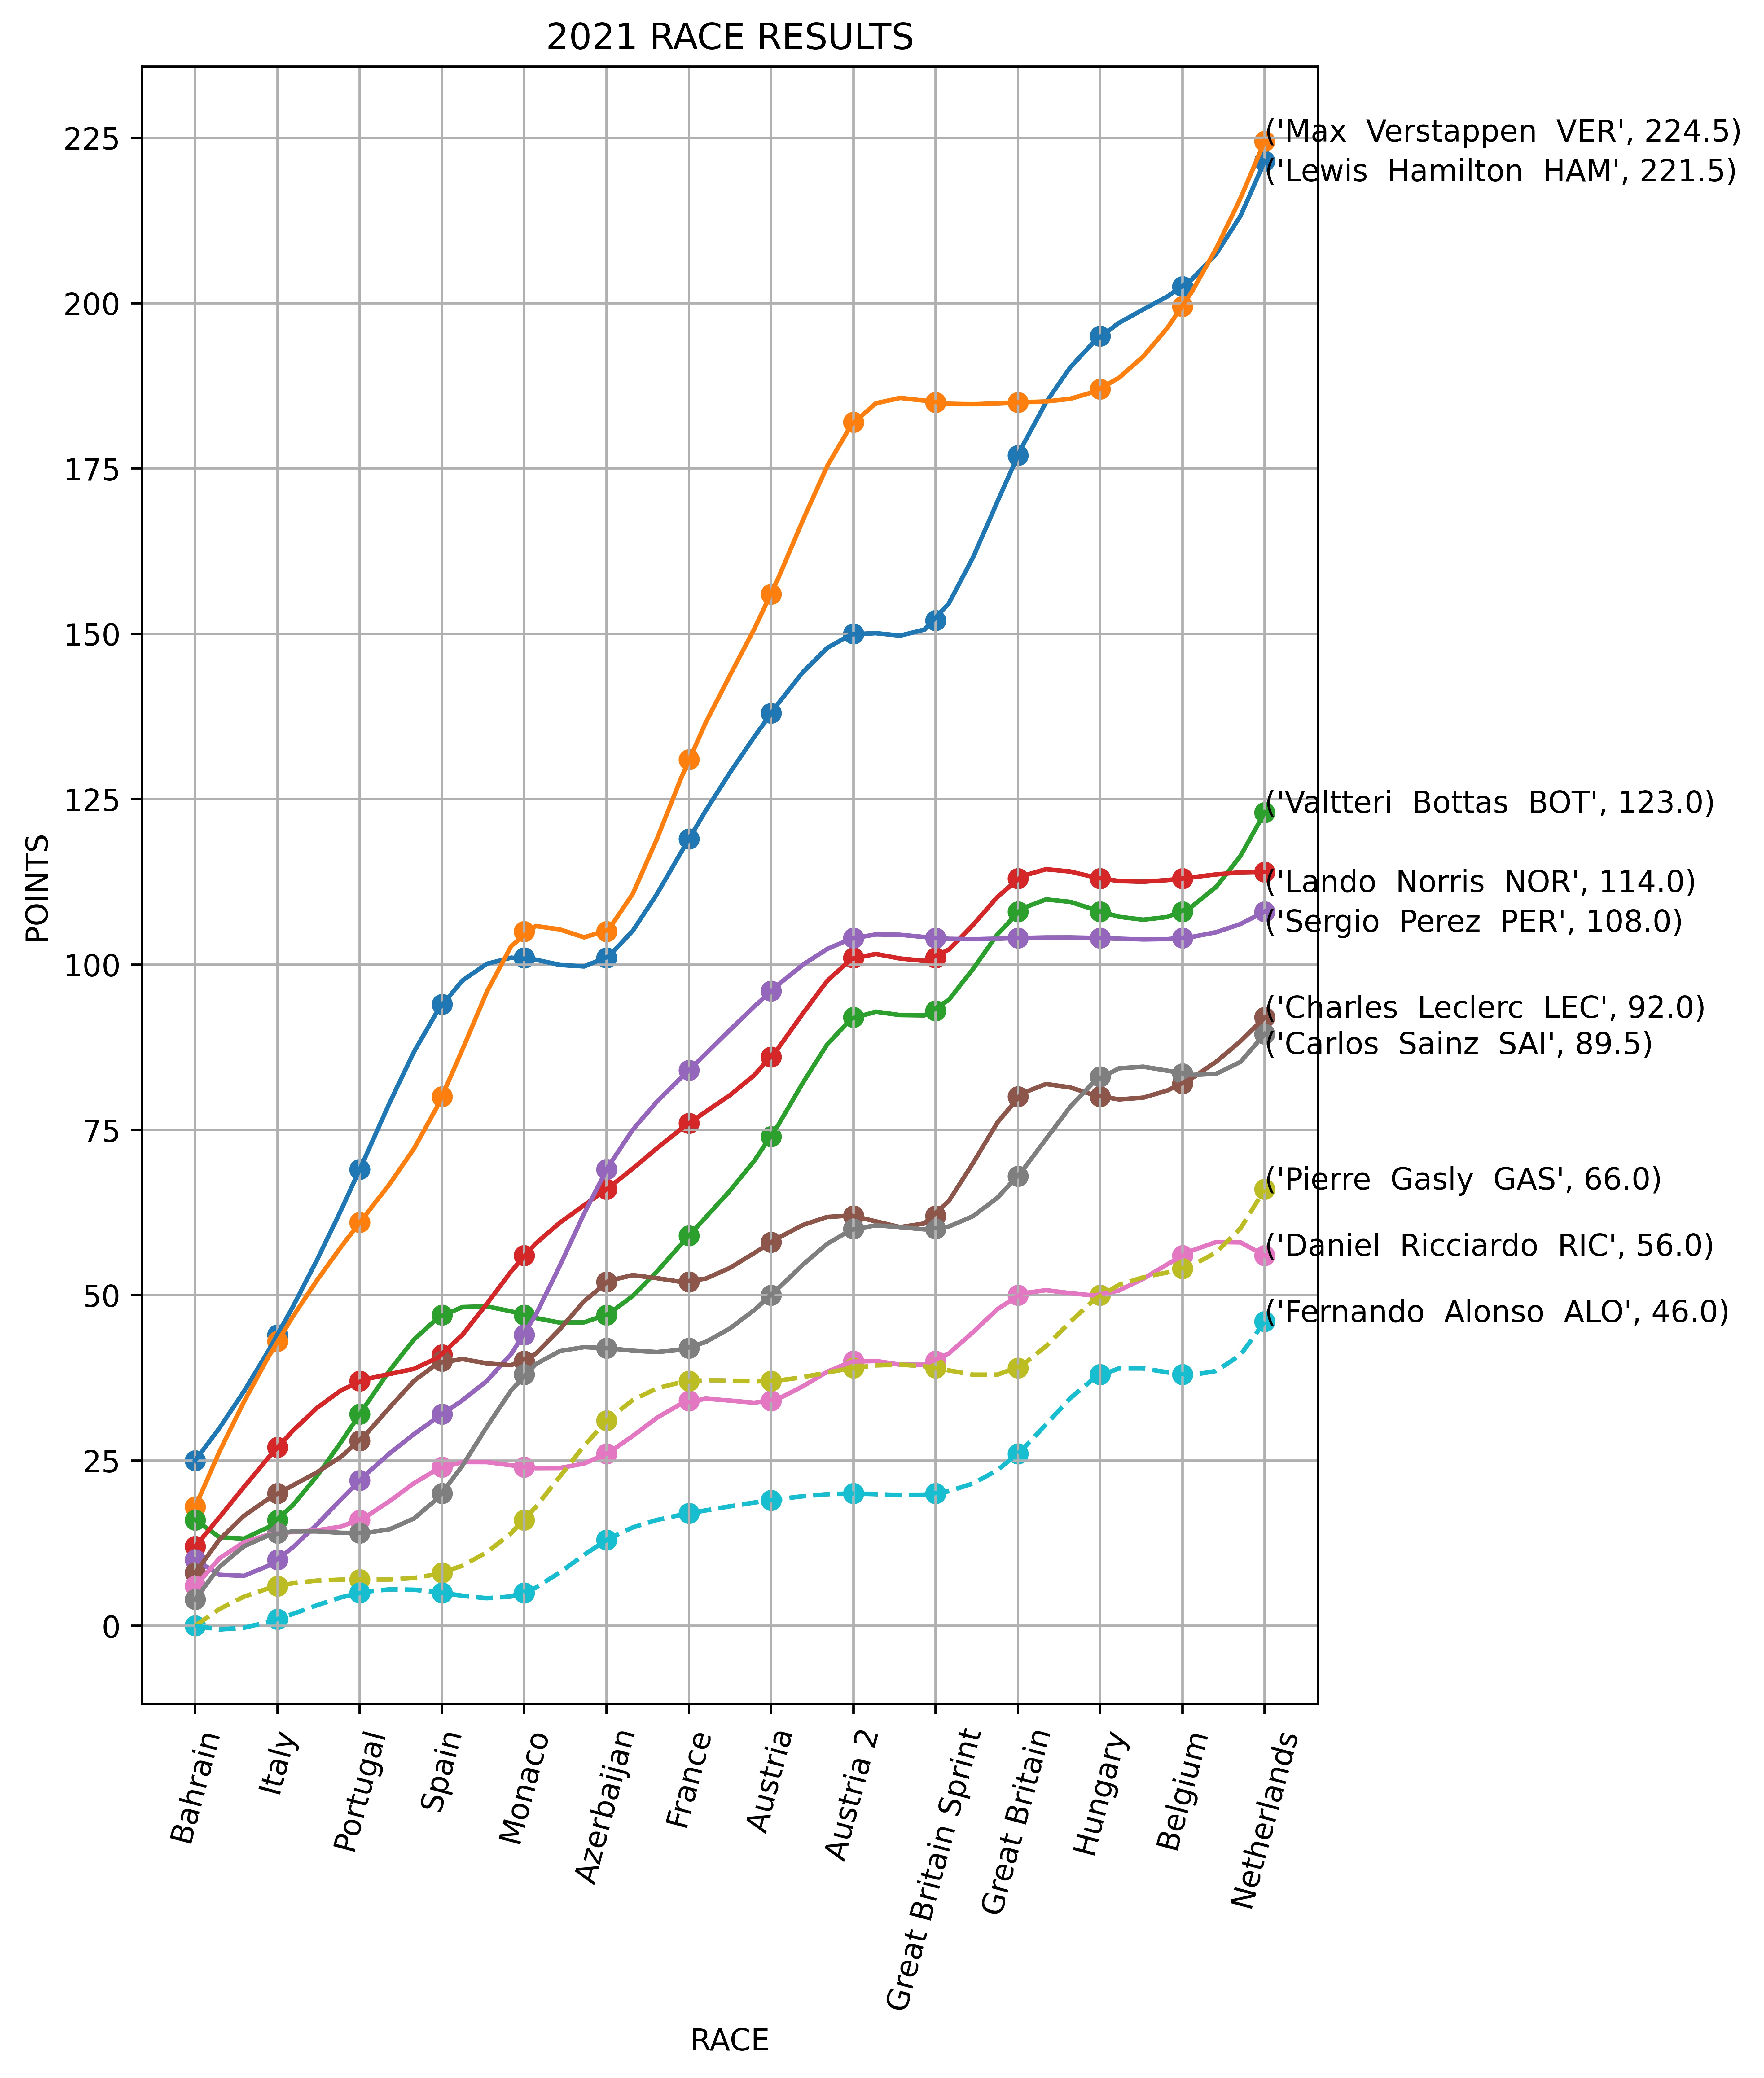 2021 RACE RESULTS
225
200
175
150
125
100
75
50
25
0
POINTS
('Max  Verstappen  VER', 224.5)
('Lewis  Hamilton  HAM', 221.5)
('Valtteri  Bottas  BOT', 123.0)
('Lando  Norris  NOR', 114.0)
('Sergio  Perez  PER', 108.0)
('Charles  Leclerc  LEC', 92.0)
('Carlos  Sainz  SAI', 89.5)
('Pierre  Gasly  GAS', 66.0)
('Daniel  Ricciardo  RIC', 56.0)
('Fernando  Alonso  ALO', 46.0)
Bahrain
Italy
Portugal
Spain
Monaco
Azerbaijan
France
Austria
Austria 2
Great Britain Sprint
Great Britain
Hungary
Belgium
Netherlands
RACE